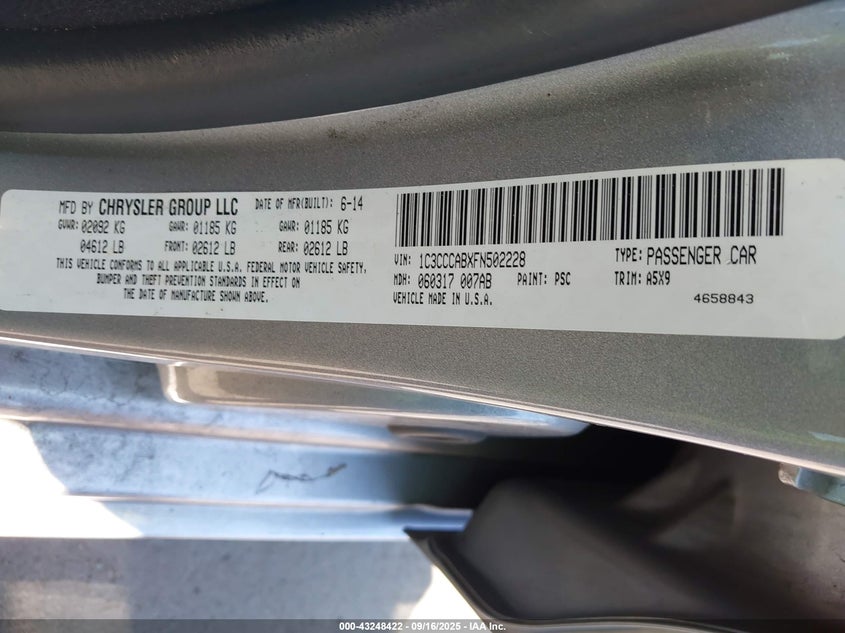 MFD BY CHRYSLER GROUP LLC DATE OF MFR(BUILT): 6-14
GVWR: 02092 KG GAWR: 01185 KG GAWR: 01185 KG
04612 LB FRONT: 02612 LB REAR: 02612 LB
THIS VEHICLE CONFORMS TO ALL APPLICABLE U.S.A. FEDERAL MOTOR VEHICLE SAFETY,
BUMPER AND THEFT PREVENTION STANDARDS IN EFFECT ON
THE DATE OF MANUFACTURE SHOWN ABOVE.
VIN: 1C3CCCABXFN502228 TYPE: PASSENGER CAR
MDH: 060317 007AB PAINT: PSC TRIM: A5X9
VEHICLE MADE IN U.S.A. 4658843
000-43248422 - 09/16/2025 - IAA Inc.